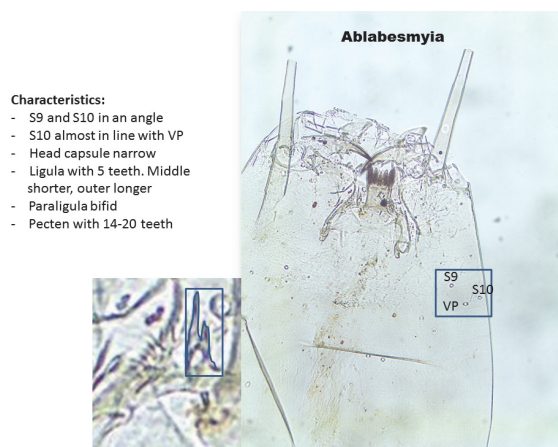 Ablabesmyia
Characteristics:
- S9 and S10 in an angle
- S10 almost in line with VP
- Head capsule narrow
- Ligula with 5 teeth. Middle
shorter, outer longer
- Paraligula bifid
- Pecten with 14-20 teeth
S9
S10
VP